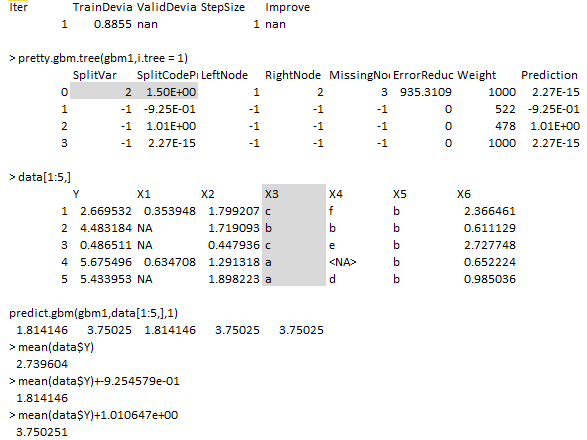 Iter TrainDevia ValidDevia StepSize Improve
1 0.8855 nan 1 nan
> pretty.gbm.tree(gbm1,i.tree = 1)
SplitVar SplitCodePr LeftNode RightNode MissingNo ErrorReduc Weight Prediction
0 2 1.50E+00 1 2 3 935.3109 1000 2.27E-15
1 -1 -9.25E-01 -1 -1 -1 0 522 -9.25E-01
2 -1 1.01E+00 -1 -1 -1 0 478 1.01E+00
3 -1 2.27E-15 -1 -1 -1 0 1000 2.27E-15
> data[1:5,]
Y X1 X2 X3 X4 X5 X6
1 2.669532 0.353948 1.799207 c f b 2.366461
2 4.483184 NA 1.719093 b b b 0.611129
3 0.486511 NA 0.447936 c e b 2.727748
4 5.675496 0.634708 1.291318 a <NA> b 0.652224
5 5.433953 NA 1.898223 a d b 0.985036
predict.gbm(gbm1,data[1:5,],1)
1.814146 3.75025 1.814146 3.75025 3.75025
> mean(data$Y)
2.739604
> mean(data$Y)+-9.254579e-01
1.814146
> mean(data$Y)+1.010647e+00
3.750251